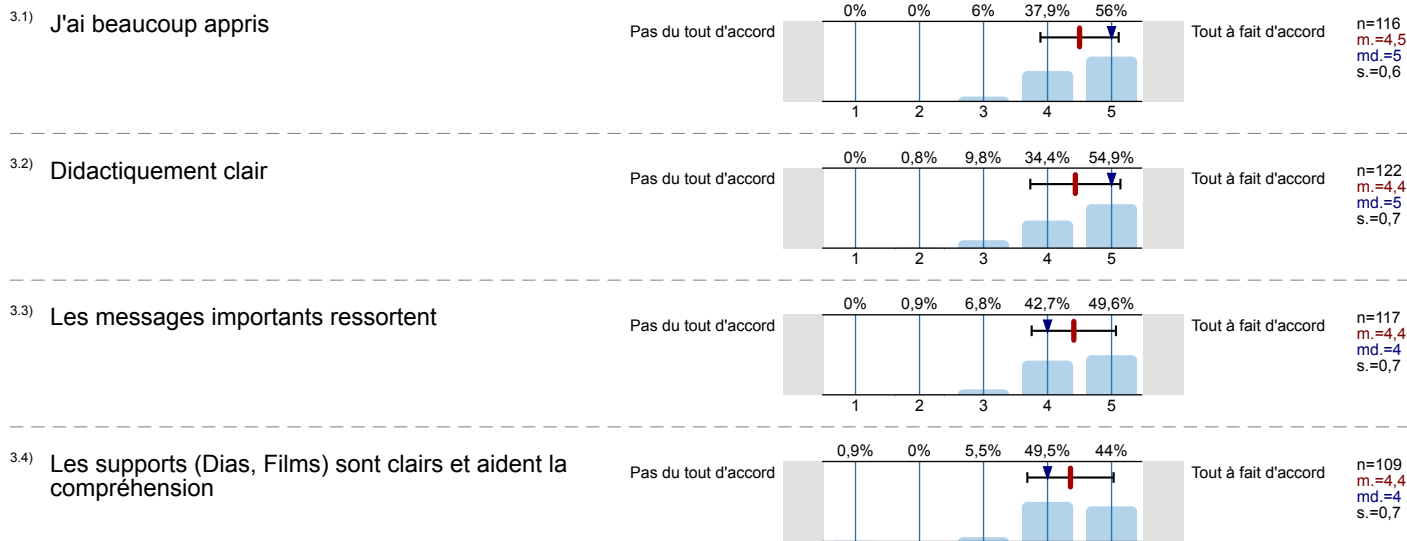 3.1) J'ai beaucoup appris
Pas du tout d'accord
0% 0% 6% 37,9% 56%
1 2 3 4 5
Tout à fait d'accord
n=116
m.=4,5
md.=5
s.=0,6
3.2) Didactiquement clair
Pas du tout d'accord
0% 0,8% 9,8% 34,4% 54,9%
1 2 3 4 5
Tout à fait d'accord
n=122
m.=4,4
md.=5
s.=0,7
3.3) Les messages importants ressortent
Pas du tout d'accord
0% 0,9% 6,8% 42,7% 49,6%
1 2 3 4 5
Tout à fait d'accord
n=117
m.=4,4
md.=4
s.=0,7
3.4) Les supports (Dias, Films) sont clairs et aident la
compréhension
Pas du tout d'accord
0,9% 0% 5,5% 49,5% 44%
Tout à fait d'accord
n=109
m.=4,4
md.=4
s.=0,7